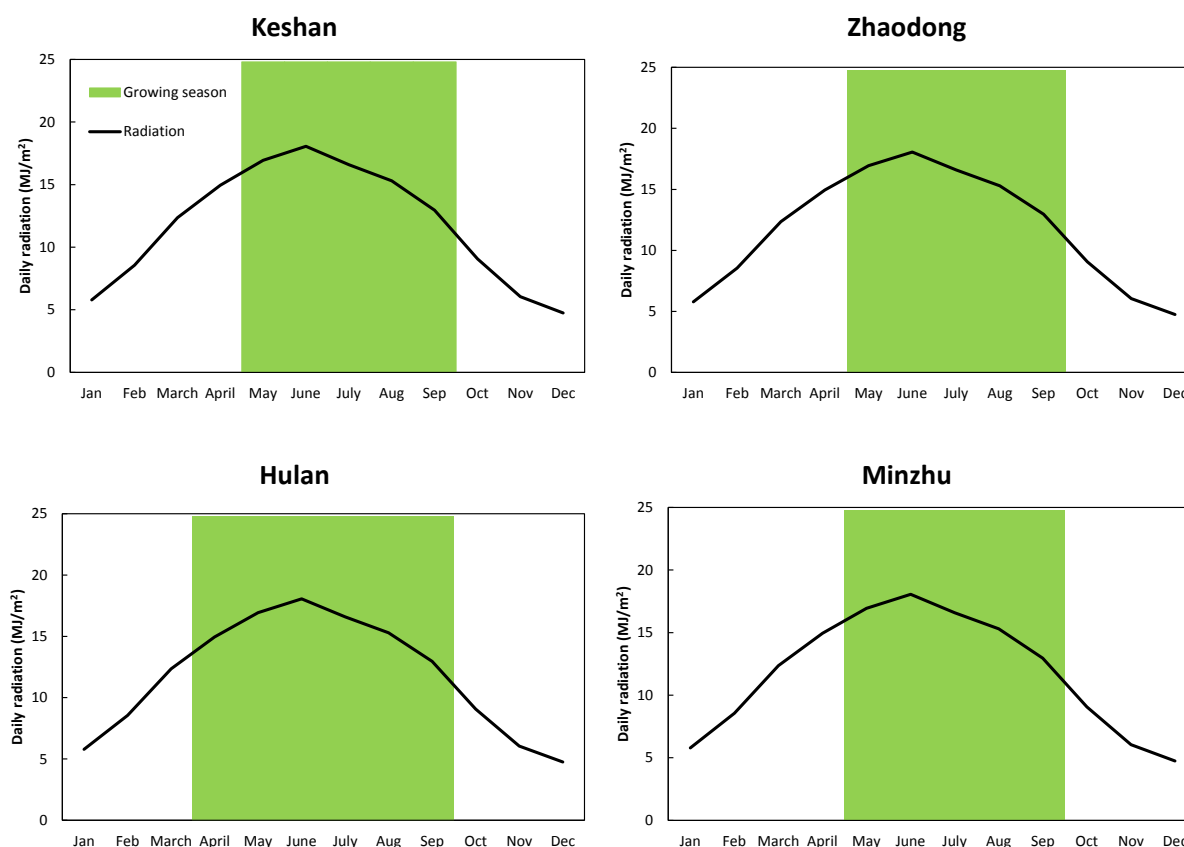 Keshan
Daily radiation (MJ/m²)
25
20
15
10
5
0
Growing season
Radiation
Jan Feb March April May June July Aug Sep Oct Nov Dec
Zhaodong
Daily radiation (MJ/m²)
25
20
15
10
5
0
Jan Feb March April May June July Aug Sep Oct Nov Dec
Hulan
Daily radiation (MJ/m²)
25
20
15
10
5
0
Jan Feb March April May June July Aug Sep Oct Nov Dec
Minzhu
Daily radiation (MJ/m²)
25
20
15
10
5
0
Jan Feb March April May June July Aug Sep Oct Nov Dec